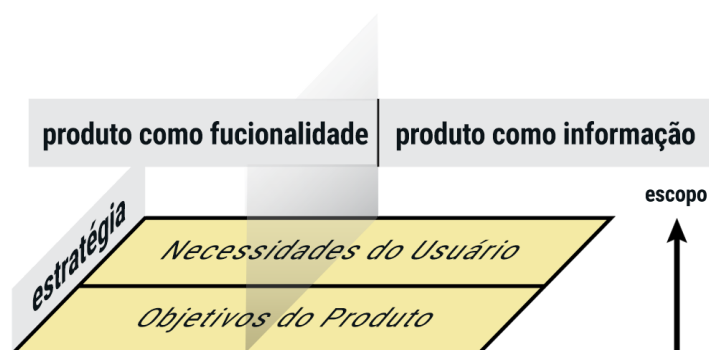 produto como fucionalidade
produto como informação
escopo
estratégia
Necessidades do Usuário
Objetivos do Produto